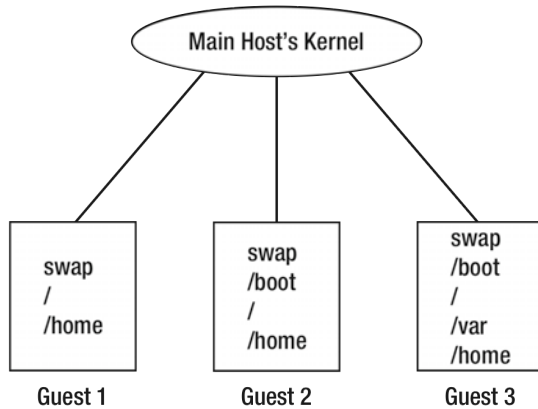 Main Host's Kernel
swap
/
/home
swap
/boot
/
/home
swap
/boot
/
/var
/home
Guest 1
Guest 2
Guest 3